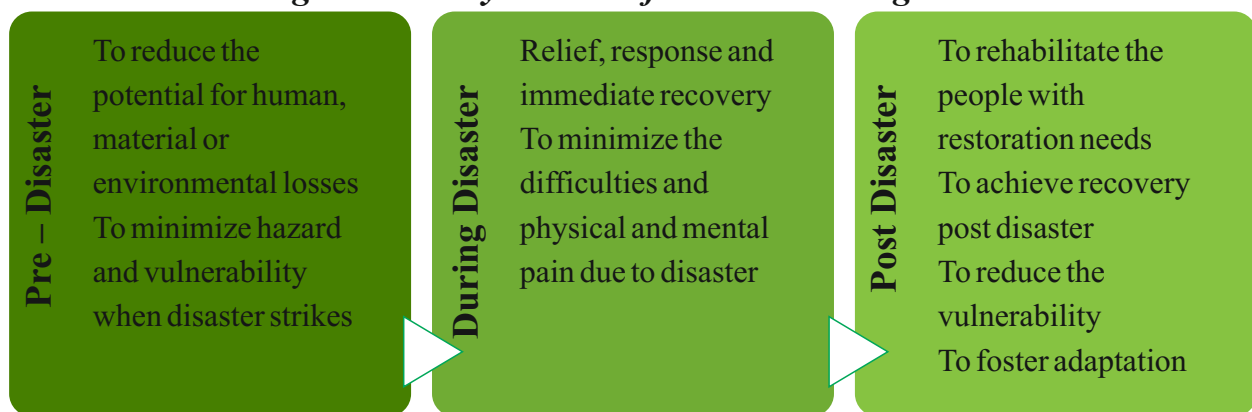 Pre – Disaster
To reduce the
potential for human,
material or
environmental losses
To minimize hazard
and vulnerability
when disaster strikes
During Disaster
Relief, response and
immediate recovery
To minimize the
difficulties and
physical and mental
pain due to disaster
Post Disaster
To rehabilitate the
people with
restoration needs
To achieve recovery
post disaster
To reduce the
vulnerability
To foster adaptation